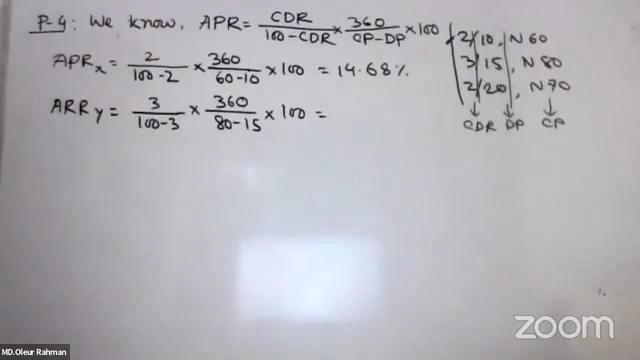 P-4: We know, APR = CDR/100-CDR × 360/CP-DP × 100
2/10, N 60
3/15, N 80
2/20, N 70
CDR DP CP
APRx = 2/100-2 × 360/60-10 × 100 = 14.68%
ARRy = 3/100-3 × 360/80-15 × 100 =
zoom
MD.Oleur Rahman